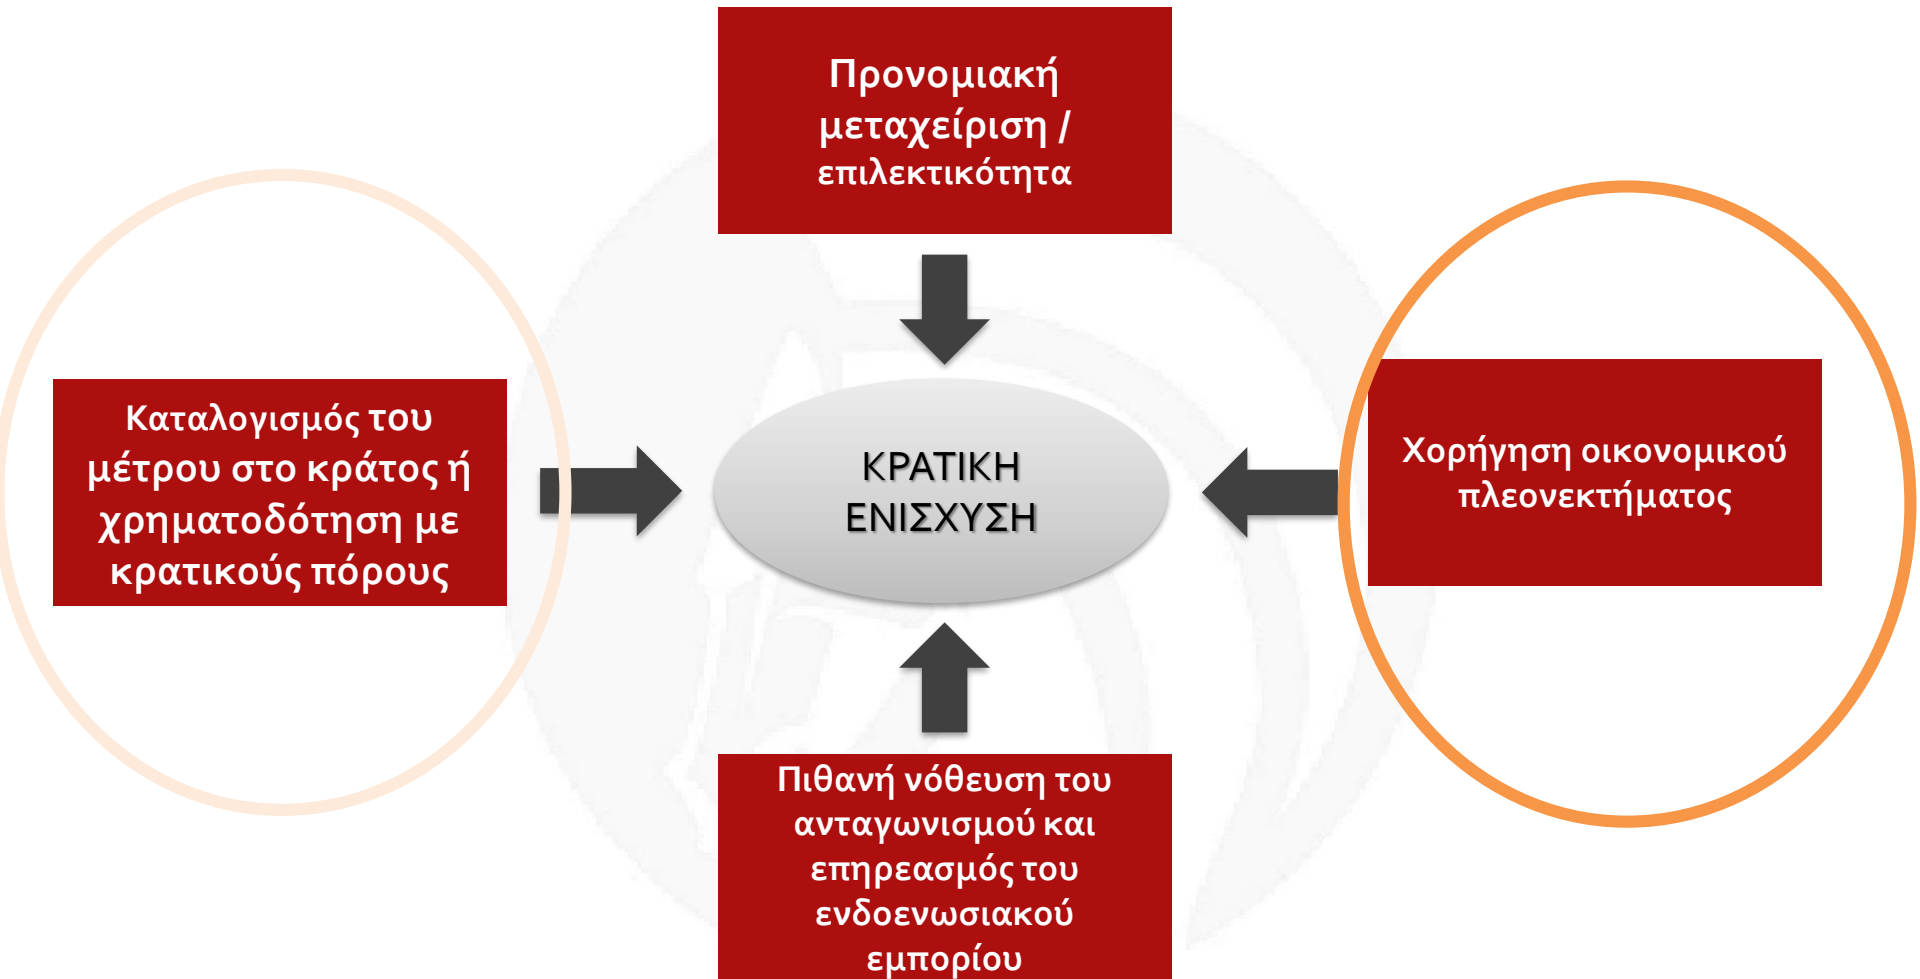 Προνομιακή
μεταχείριση /
επιλεκτικότητα
Καταλογισμός του
μέτρου στο κράτος ή
χρηματοδότηση με
κρατικούς πόρους
ΚΡΑΤΙΚΗ
ΕΝΙΣΧΥΣΗ
Χορήγηση οικονομικού
πλεονεκτήματος
Πιθανή νόθευση του
ανταγωνισμού και
επηρεασμός του
ενδοενωσιακού
εμπορίου